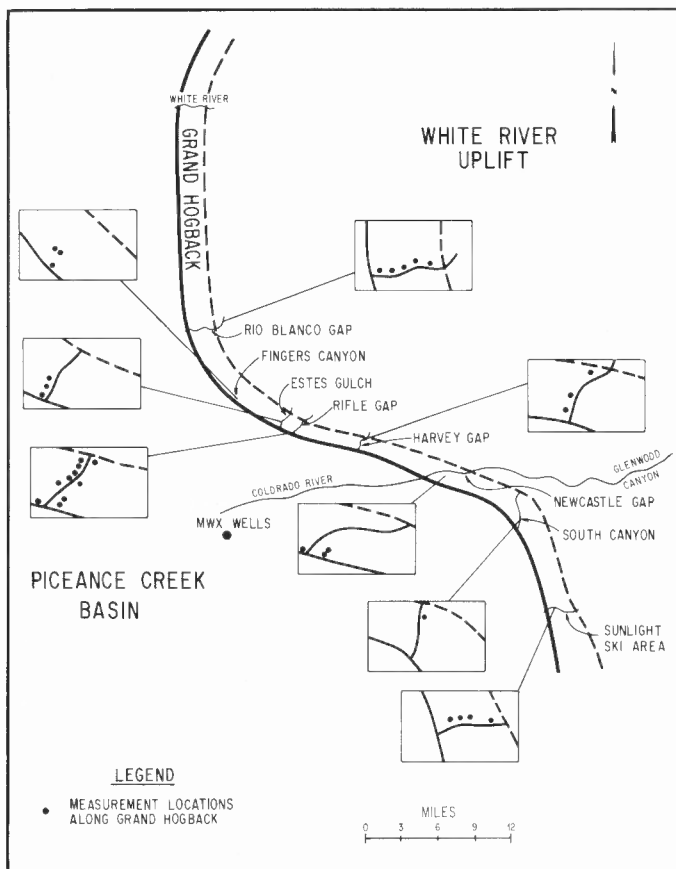 WHITE RIVER
GRAND HOGBACK
WHITE RIVER
UPLIFT
RIO BLANCO GAP
FINGERS CANYON
ESTES GULCH
RIFLE GAP
HARVEY GAP
GLENWOOD
CANYON
COLORADO RIVER
NEWCASTLE GAP
MWX WELLS
SOUTH CANYON
PICEANCE CREEK
BASIN
SUNLIGHT
SKI AREA
LEGEND
MEASUREMENT LOCATIONS
ALONG GRAND HOGBACK
MILES
0 3 6 9 12